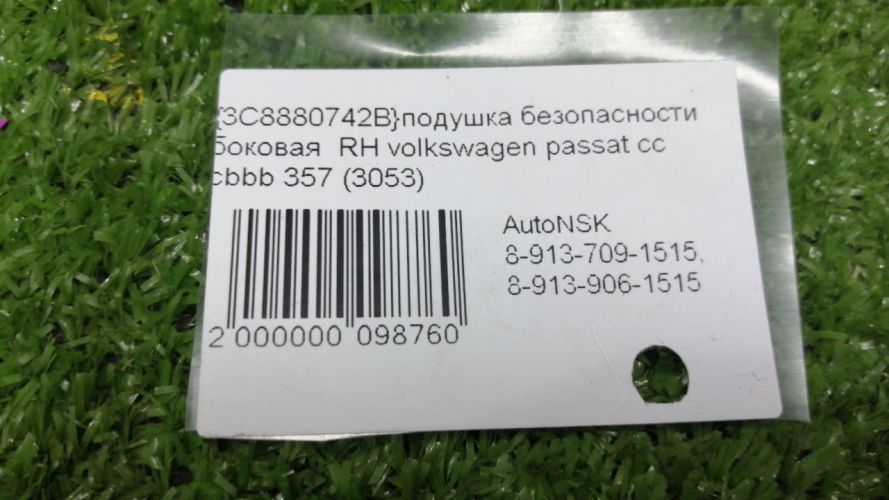 {3C8880742B}подушка безопасности
боковая RH volkswagen passat cc
cbbb 357 (3053)
AutoNSK
8-913-709-1515,
8-913-906-1515
2 000000 098760